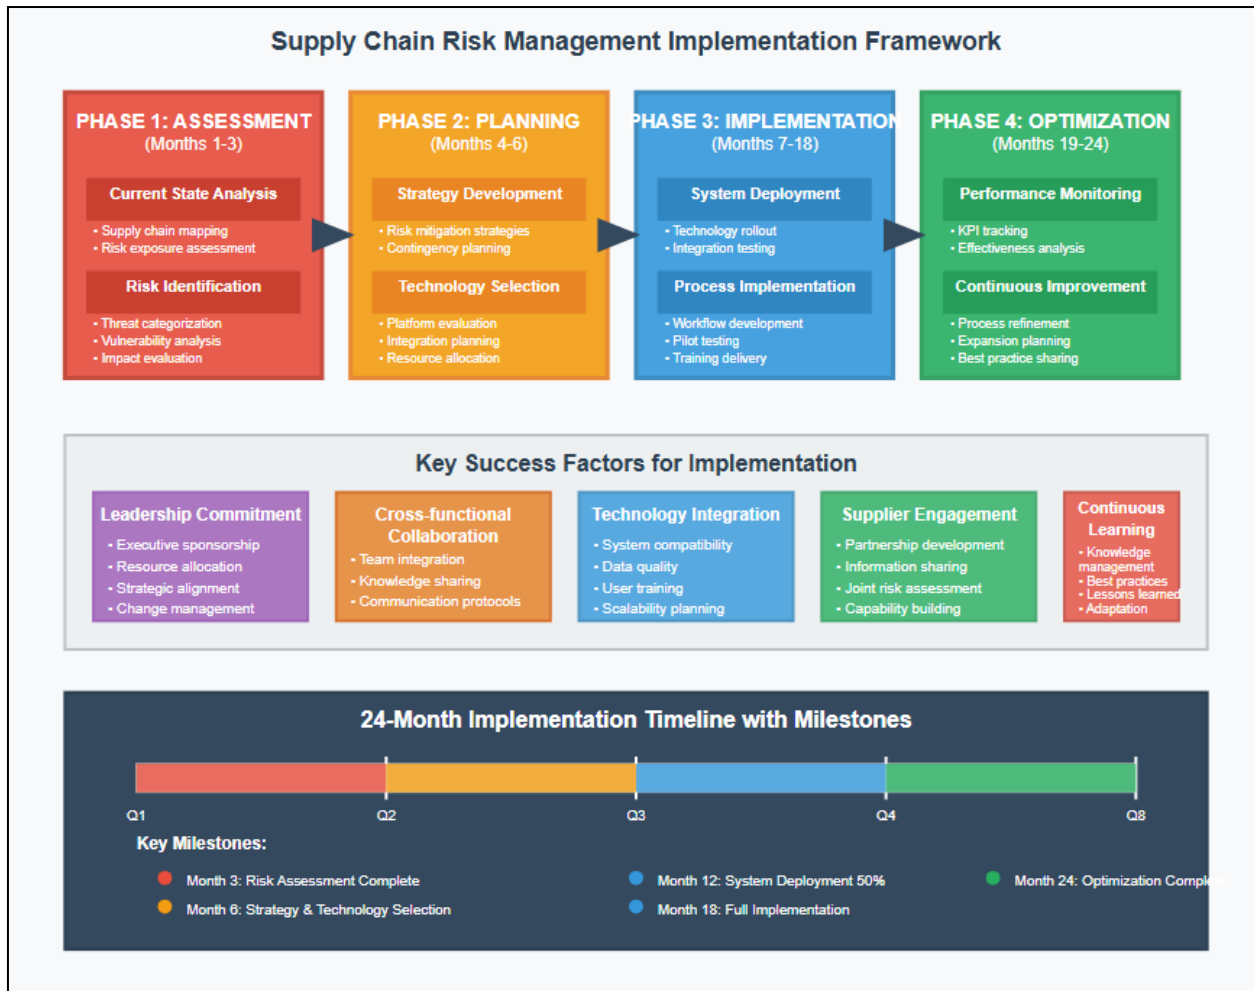 Supply Chain Risk Management Implementation Framework
PHASE 1: ASSESSMENT
(Months 1-3)
Current State Analysis
• Supply chain mapping
• Risk exposure assessment
Risk Identification
• Threat categorization
• Vulnerability analysis
• Impact evaluation
PHASE 2: PLANNING
(Months 4-6)
Strategy Development
• Risk mitigation strategies
• Contingency planning
Technology Selection
• Platform evaluation
• Integration planning
• Resource allocation
PHASE 3: IMPLEMENTATION
(Months 7-18)
System Deployment
• Technology rollout
• Integration testing
Process Implementation
• Workflow development
• Pilot testing
• Training delivery
PHASE 4: OPTIMIZATION
(Months 19-24)
Performance Monitoring
• KPI tracking
• Effectiveness analysis
Continuous Improvement
• Process refinement
• Expansion planning
• Best practice sharing
Key Success Factors for Implementation
Leadership Commitment
• Executive sponsorship
• Resource allocation
• Strategic alignment
• Change management
Cross-functional
Collaboration
• Team integration
• Knowledge sharing
• Communication protocols
Technology Integration
• System compatibility
• Data quality
• User training
• Scalability planning
Supplier Engagement
• Partnership development
• Information sharing
• Joint risk assessment
• Capability building
Continuous
Learning
• Knowledge
management
• Best practices
• Lessons learned
• Adaptation
24-Month Implementation Timeline with Milestones
Q1 Q2 Q3 Q4 Q8
Key Milestones:
Month 3: Risk Assessment Complete
Month 6: Strategy & Technology Selection
Month 12: System Deployment 50%
Month 18: Full Implementation
Month 24: Optimization Comple